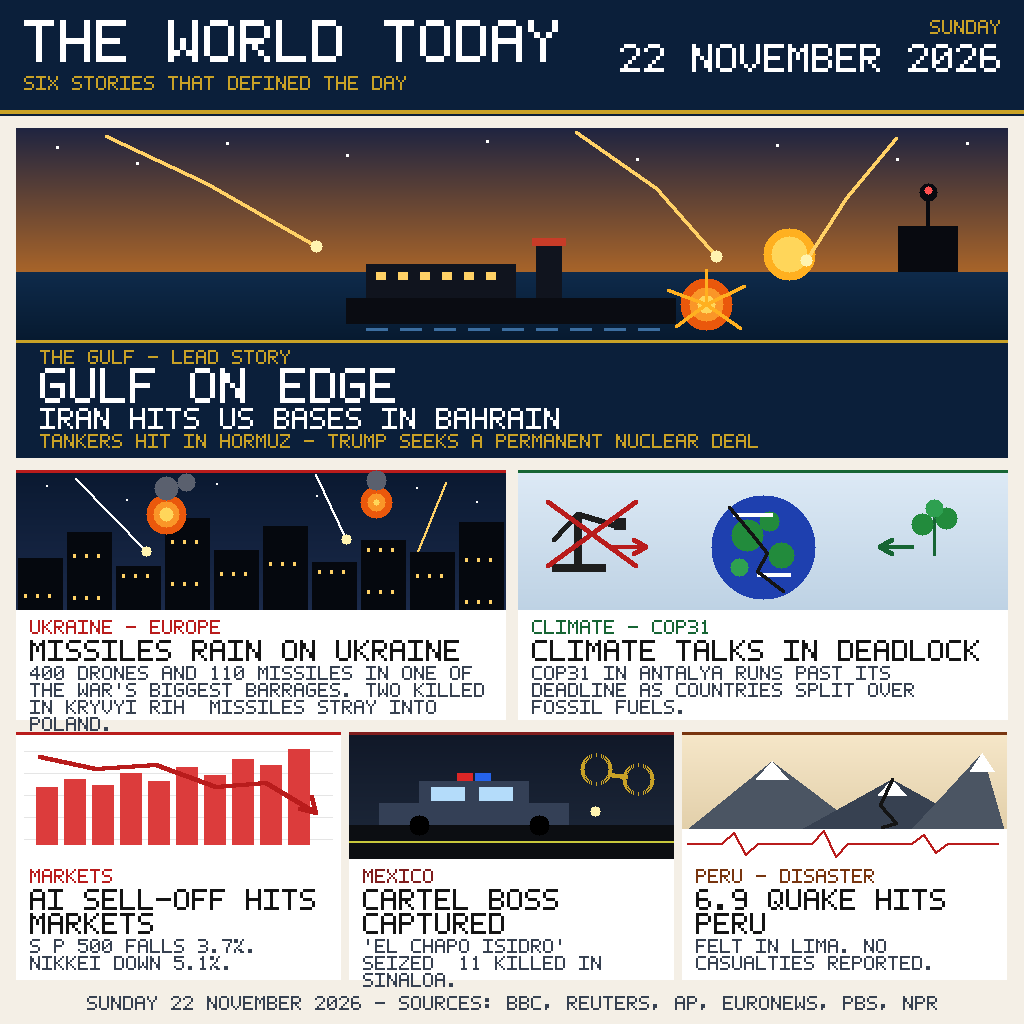 THE WORLD TODAY
SIX STORIES THAT DEFINED THE DAY
SUNDAY
22 NOVEMBER 2026
THE GULF - LEAD STORY
GULF ON EDGE
IRAN HITS US BASES IN BAHRAIN
TANKERS HIT IN HORMUZ - TRUMP SEEKS A PERMANENT NUCLEAR DEAL
UKRAINE - EUROPE
MISSILES RAIN ON UKRAINE
400 DRONES AND 110 MISSILES IN ONE OF
THE WAR'S BIGGEST BARRAGES. TWO KILLED
IN KRYVYI RIH  MISSILES STRAY INTO
POLAND.
CLIMATE - COP31
CLIMATE TALKS IN DEADLOCK
COP31 IN ANTALYA RUNS PAST ITS
DEADLINE AS COUNTRIES SPLIT OVER
FOSSIL FUELS.
MARKETS
AI SELL-OFF HITS
MARKETS
S P 500 FALLS 3.7%.
NIKKEI DOWN 5.1%.
MEXICO
CARTEL BOSS
CAPTURED
'EL CHAPO ISIDRO'
SEIZED  11 KILLED IN
SINALOA.
PERU - DISASTER
6.9 QUAKE HITS
PERU
FELT IN LIMA. NO
CASUALTIES REPORTED.
SUNDAY 22 NOVEMBER 2026 - SOURCES: BBC, REUTERS, AP, EURONEWS, PBS, NPR